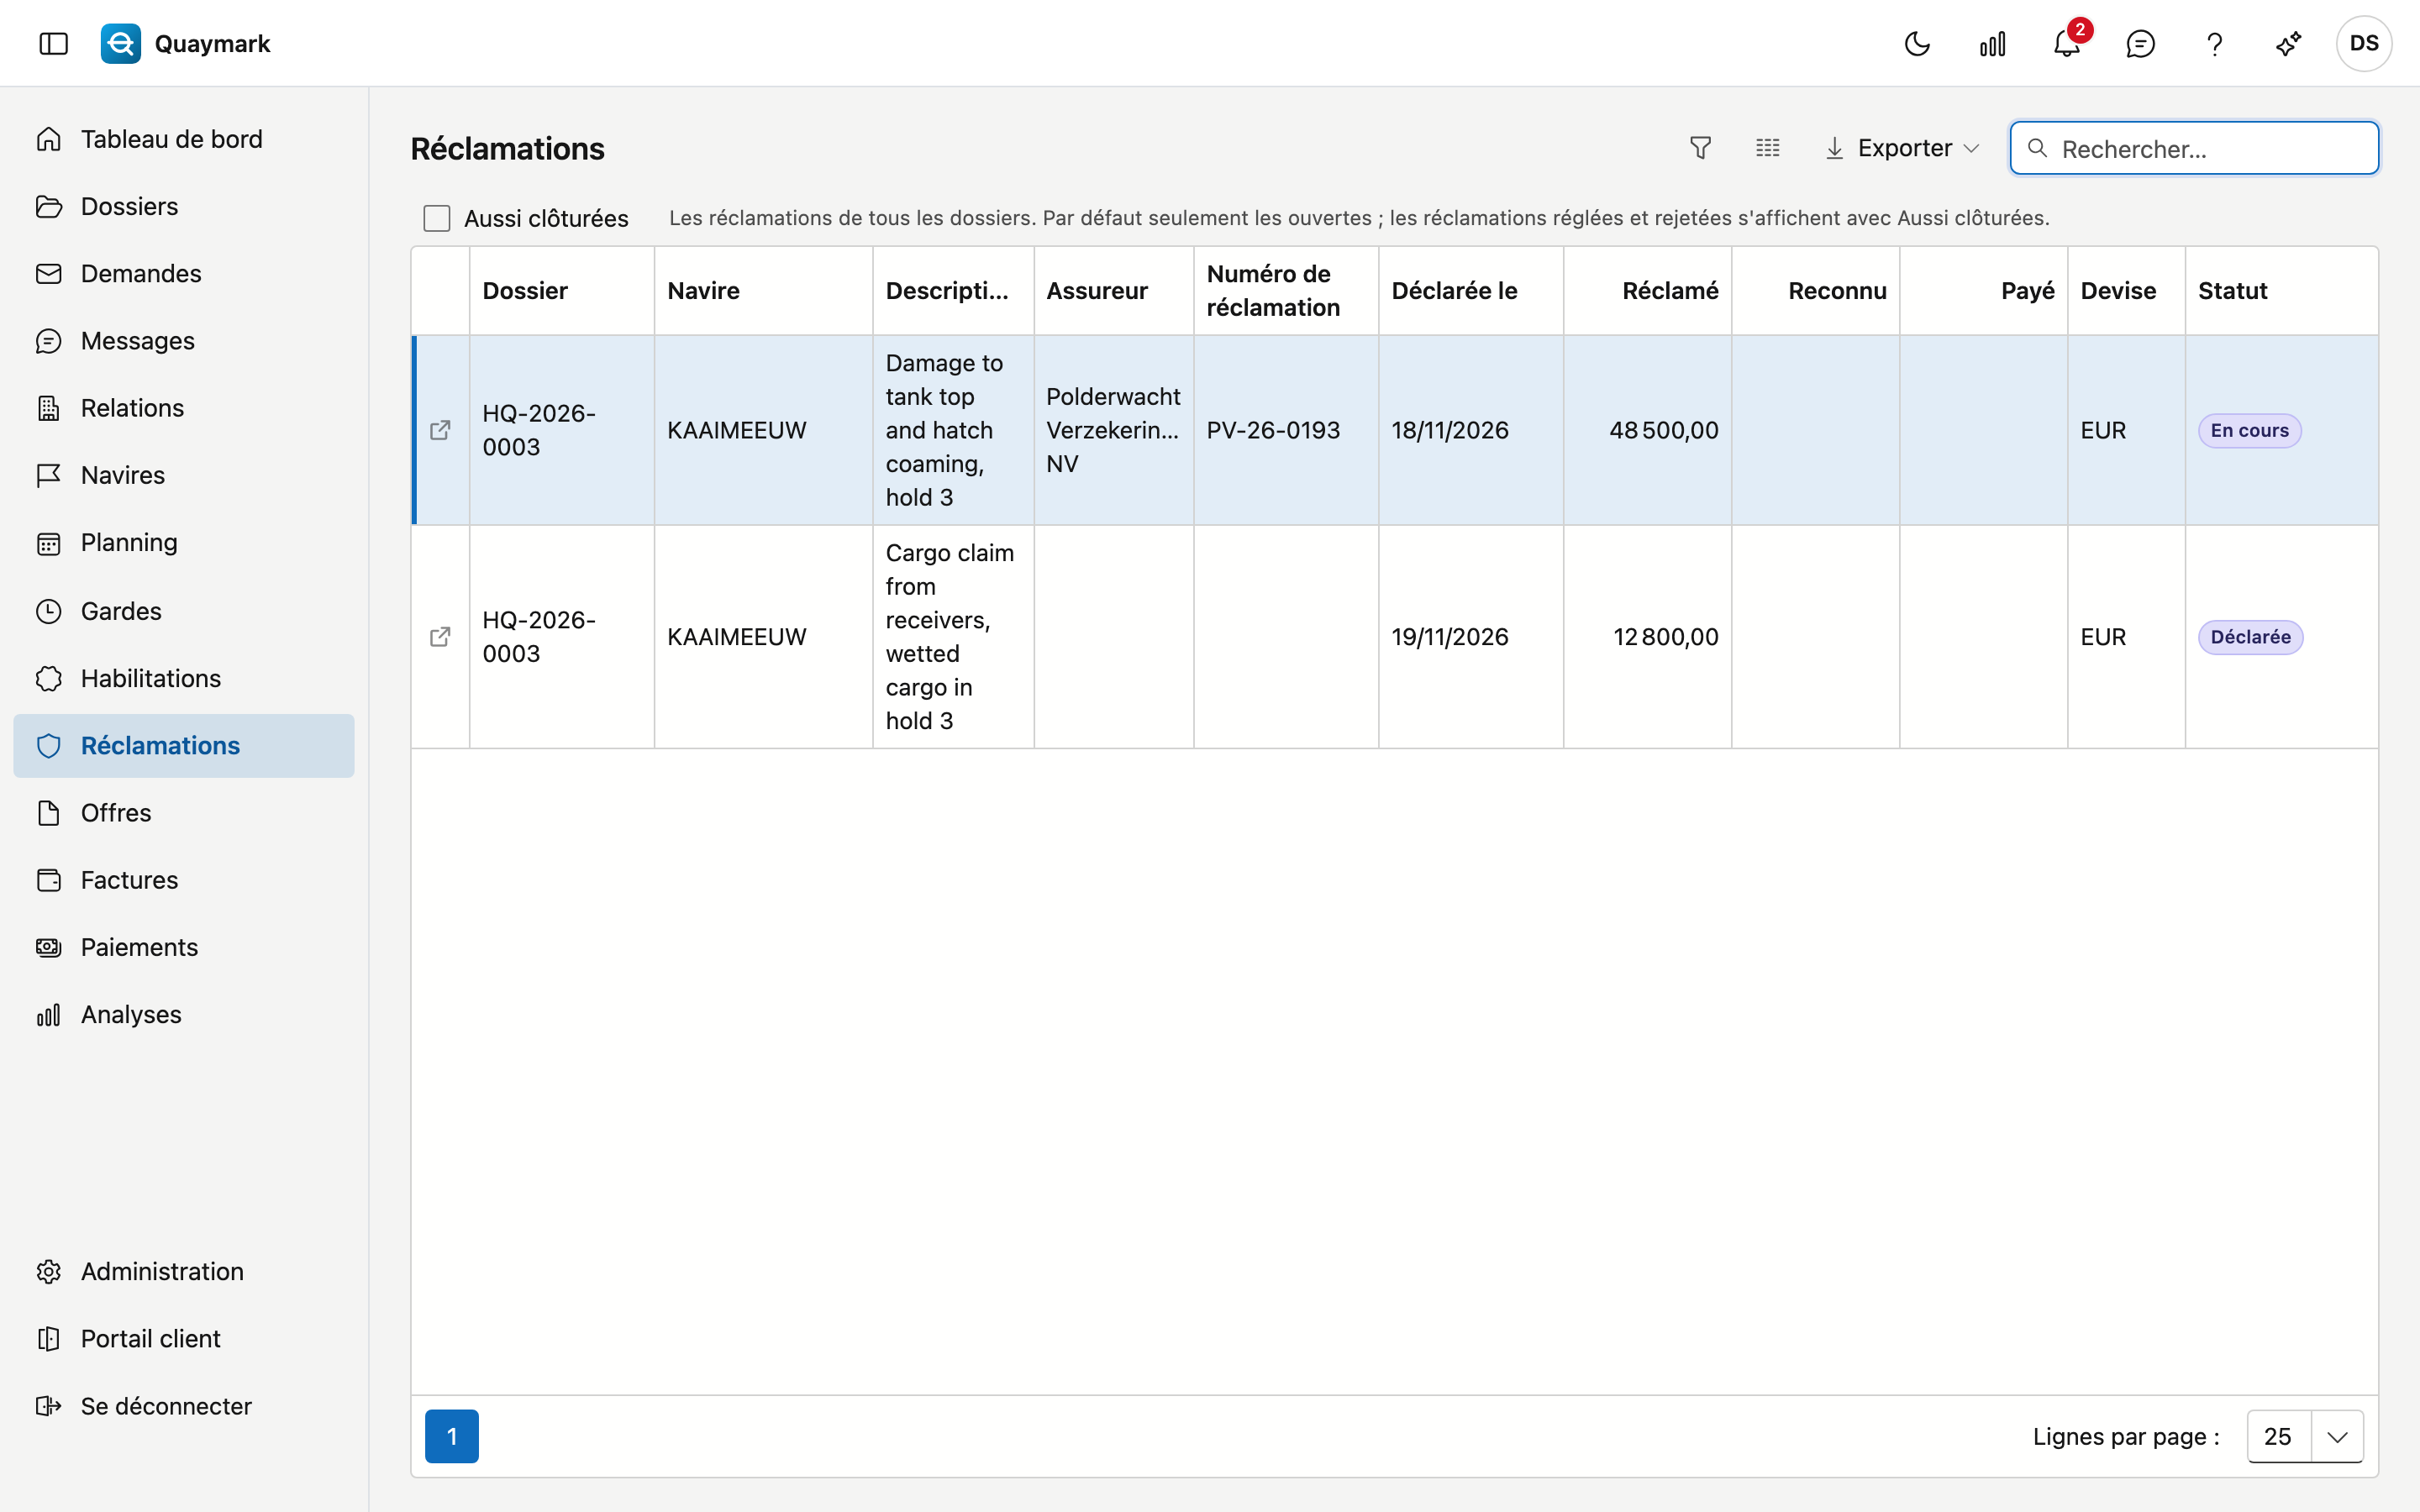 Quaymark
2
DS
Tableau de bord
Dossiers
Demandes
Messages
Relations
Navires
Planning
Gardes
Habilitations
Réclamations
Offres
Factures
Paiements
Analyses
Administration
Portail client
Se déconnecter
Réclamations
Exporter
Rechercher...
Aussi clôturées
Les réclamations de tous les dossiers. Par défaut seulement les ouvertes ; les réclamations réglées et rejetées s'affichent avec Aussi clôturées.
Dossier
Navire
Descripti...
Assureur
Numéro de
réclamation
Déclarée le
Réclamé
Reconnu
Payé
Devise
Statut
HQ-2026-
0003
KAAIMEEUW
Damage to
tank top
and hatch
coaming,
hold 3
Polderwacht
Verzekerin...
NV
PV-26-0193
18/11/2026
48 500,00
EUR
En cours
HQ-2026-
0003
KAAIMEEUW
Cargo claim
from
receivers,
wetted
cargo in
hold 3
19/11/2026
12 800,00
EUR
Déclarée
1
Lignes par page :
25